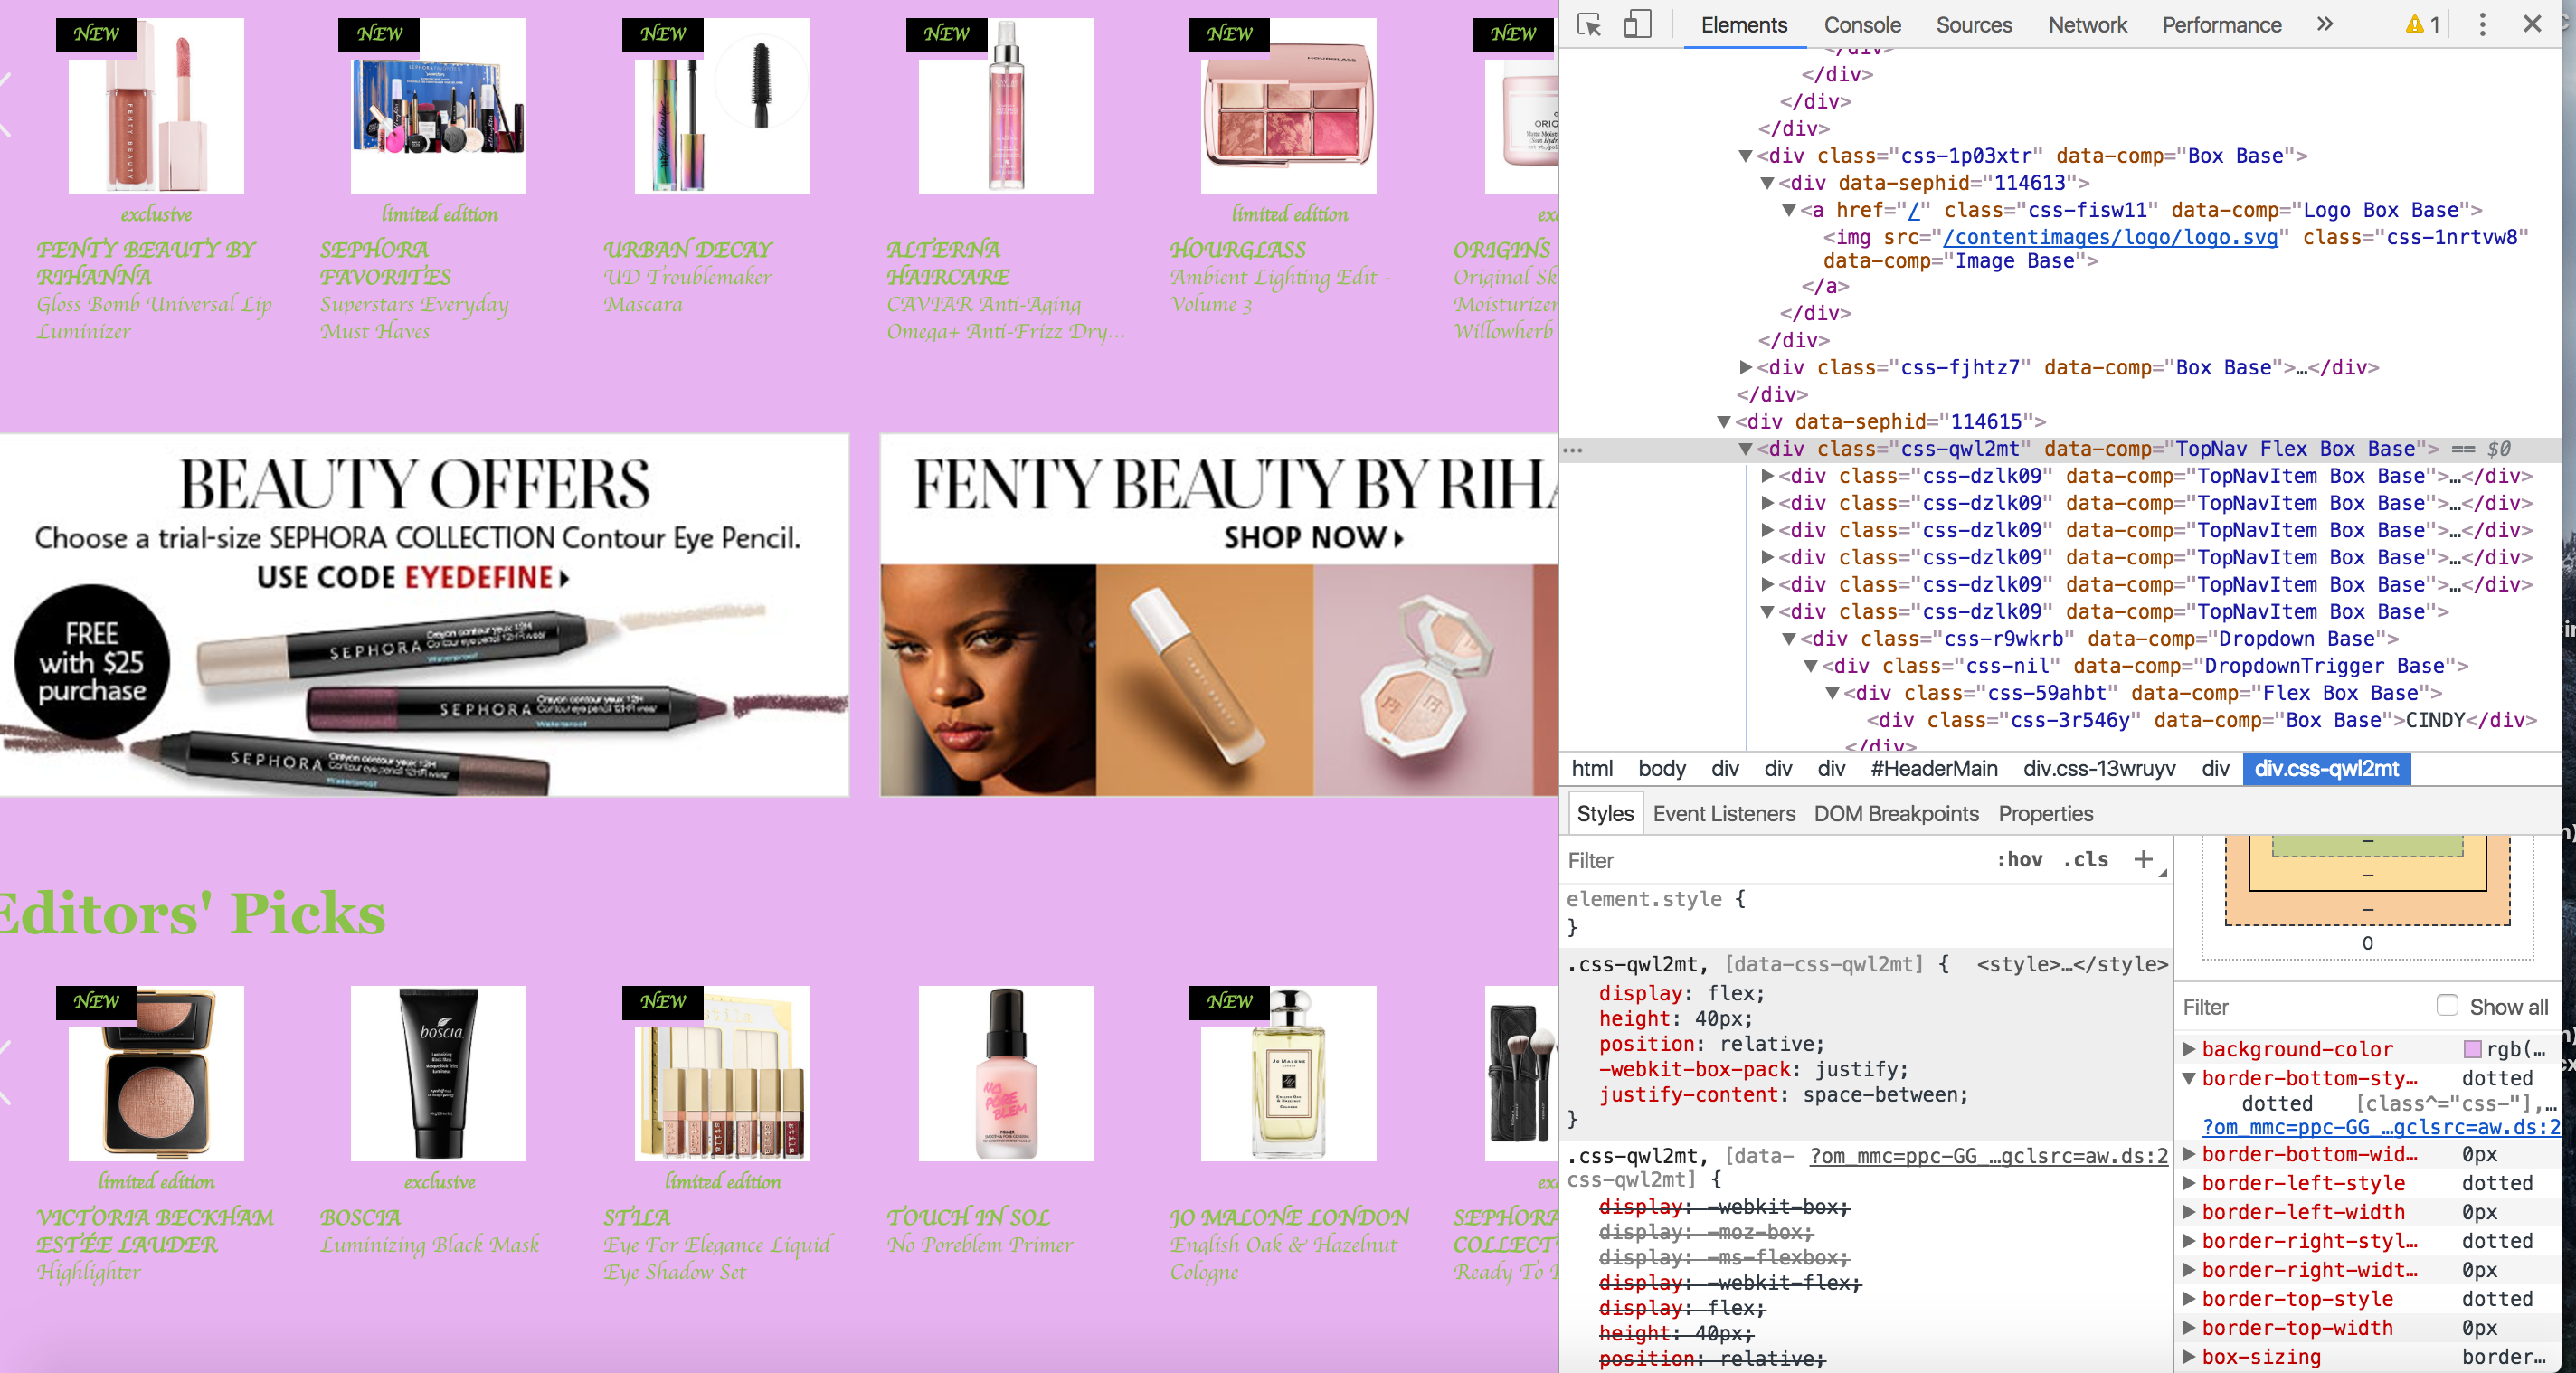 NEW
NEW
NEW
NEW
NEW
NEW
exclusive
limited edition
limited edition
FENTY BEAUTY BY
RIHANNA
Gloss Bomb Universal Lip
Luminizer
SEPHORA
FAVORITES
Superstars Everyday
Must Haves
URBAN DECAY
UD Troublemaker
Mascara
ALTERNA
HAIRCARE
CAVIAR Anti-Aging
Omega+ Anti-Frizz Dry...
HOURGLASS
Ambient Lighting Edit -
Volume 3
ORIGINS
Original Sk
Moisturizer
Willowherb
BEAUTY OFFERS
Choose a trial-size SEPHORA COLLECTION Contour Eye Pencil.
USE CODE EYEDEFINE
FREE
with $25
purchase
SEPHORA
SEPHORA
SEPHORA
FENTY BEAUTY BY RIHA
SHOP NOW
Editors' Picks
NEW
NEW
NEW
boscia
NO
PORE
BLEM
JO MALONE
limited edition
exclusive
limited edition
VICTORIA BECKHAM
ESTÉE LAUDER
Highlighter
BOSCIA
Luminizing Black Mask
STILA
Eye For Elegance Liquid
Eye Shadow Set
TOUCH IN SOL
No Poreblem Primer
JO MALONE LONDON
English Oak & Hazelnut
Cologne
SEPHORA
COLLECT
Ready To
Elements Console Sources Network Performance » 1
</div>
</div>
</div>
</div>
<div class="css-1p03xtr" data-comp="Box Base">
<div data-sephid="114613">
<a href="/" class="css-fisw11" data-comp="Logo Box Base">
<img src="/contentimages/logo/logo.svg" class="css-1nrtvw8"
data-comp="Image Base">
</a>
</div>
</div>
<div class="css-fjhtz7" data-comp="Box Base">…</div>
</div>
<div data-sephid="114615">
<div class="css-qwl2mt" data-comp="TopNav Flex Box Base"> == $0
<div class="css-dzlk09" data-comp="TopNavItem Box Base">…</div>
<div class="css-dzlk09" data-comp="TopNavItem Box Base">…</div>
<div class="css-dzlk09" data-comp="TopNavItem Box Base">…</div>
<div class="css-dzlk09" data-comp="TopNavItem Box Base">…</div>
<div class="css-dzlk09" data-comp="TopNavItem Box Base">…</div>
<div class="css-dzlk09" data-comp="TopNavItem Box Base">
<div class="css-r9wkrb" data-comp="Dropdown Base">
<div class="css-nil" data-comp="DropdownTrigger Base">
<div class="css-59ahbt" data-comp="Flex Box Base">
<div class="css-3r546y" data-comp="Box Base">CINDY</div>
</div>
html body div div div #HeaderMain div.css-13wruyv div div.css-qwl2mt
Styles Event Listeners DOM Breakpoints Properties
Filter :hov .cls +
element.style {
}
.css-qwl2mt, [data-css-qwl2mt] { <style>…</style>
display: flex;
height: 40px;
position: relative;
-webkit-box-pack: justify;
justify-content: space-between;
}
.css-qwl2mt, [data- ?om_mmc=ppc-GG_…gclsrc=aw.ds:2
css-qwl2mt] {
display: -webkit-box;
display: -moz-box;
display: -ms-flexbox;
display: -webkit-flex;
display: flex;
height: 40px;
position: relative;
–
–
–
0
Filter Show all
background-color rgb(…
border-bottom-sty… dotted
dotted [class^="css-"],…
?om_mmc=ppc-GG_…gclsrc=aw.ds:2
border-bottom-wid… 0px
border-left-style dotted
border-left-width 0px
border-right-styl… dotted
border-right-widt… 0px
border-top-style dotted
border-top-width 0px
box-sizing border…